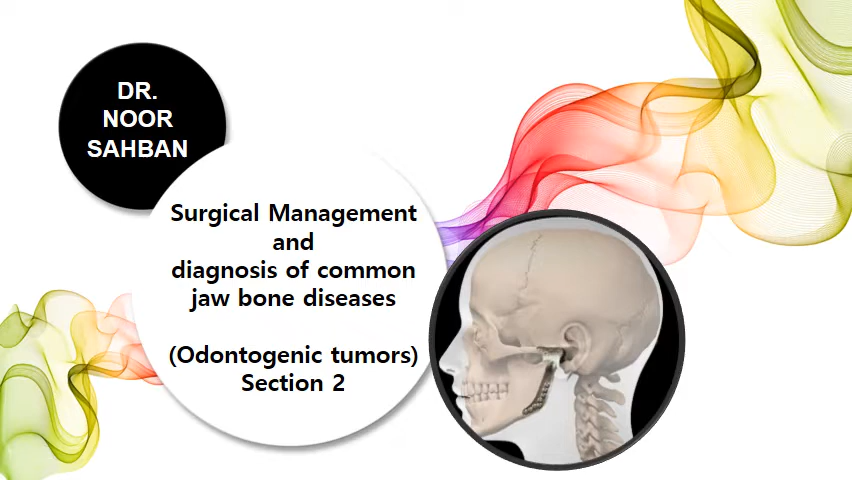 DR.
NOOR
SAHBAN
Surgical Management
and
diagnosis of common
jaw bone diseases
(Odontogenic tumors)
Section 2